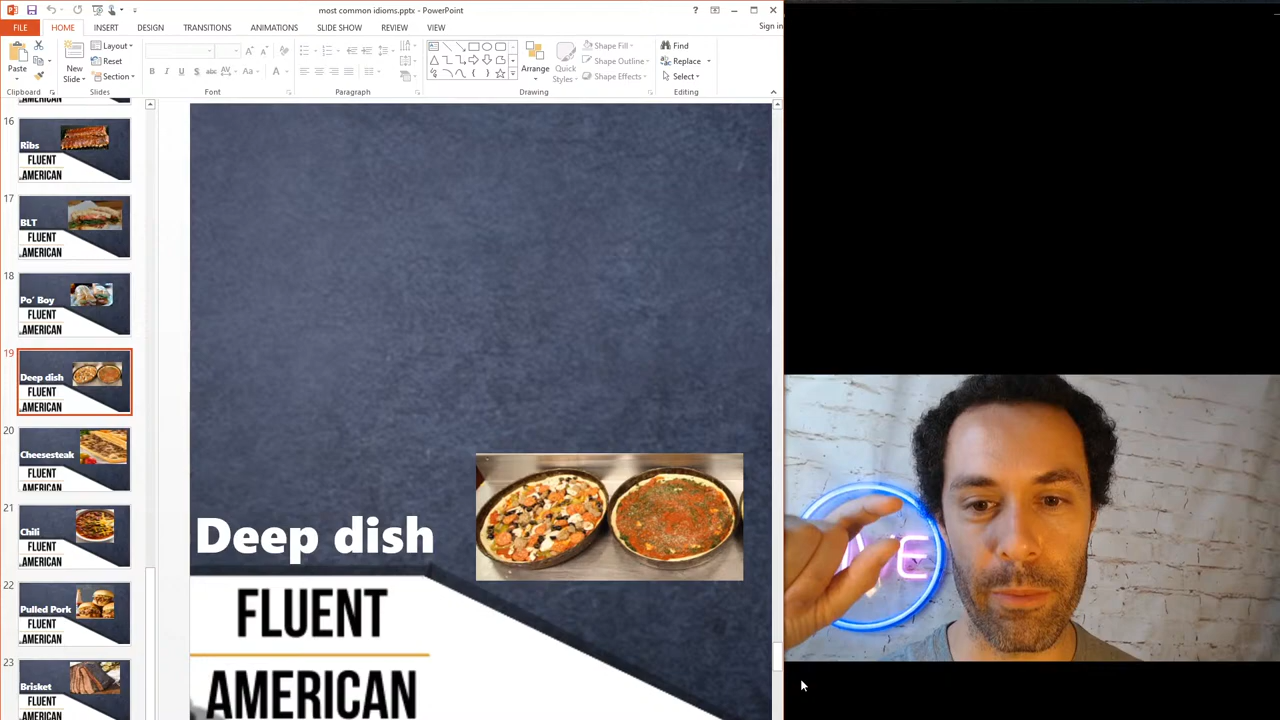 most common idioms.pptx - PowerPoint
?
Sign in
FILE
HOME
INSERT
DESIGN
TRANSITIONS
ANIMATIONS
SLIDE SHOW
REVIEW
VIEW
Paste
New
Slide
Layout
Reset
Section
B I U S abc AV Aa A
Arrange
Quick
Styles
Shape Fill
Shape Outline
Shape Effects
Find
Replace
Select
Clipboard
Slides
Font
Paragraph
Drawing
Editing
AMERICAN
16
Ribs
FLUENT
AMERICAN
17
BLT
FLUENT
AMERICAN
18
Po' Boy
FLUENT
AMERICAN
19
Deep dish
FLUENT
AMERICAN
20
Cheesesteak
FLUENT
AMERICAN
21
Chili
FLUENT
AMERICAN
22
Pulled Pork
FLUENT
AMERICAN
23
Brisket
FLUENT
AMERICAN
Deep dish
FLUENT
AMERICAN